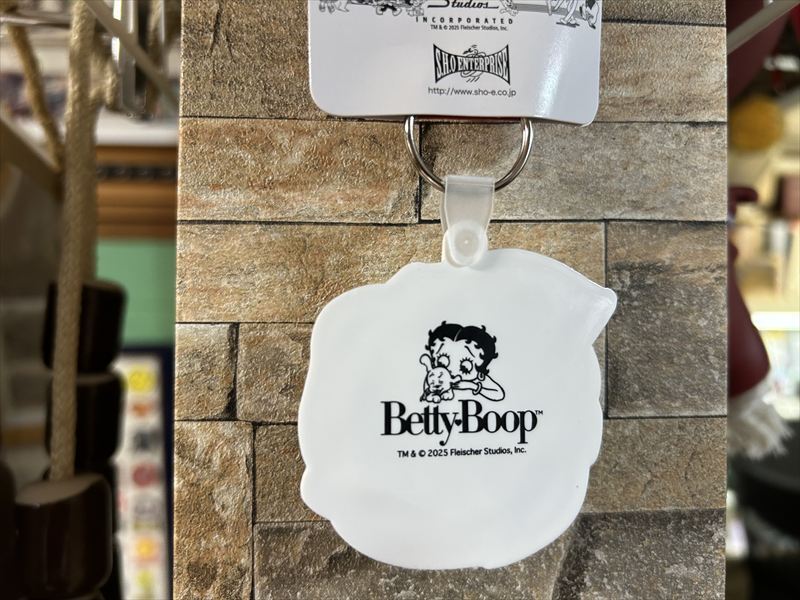 Studios
INCORPORATED
TM & © 2025 Fleischer Studios, Inc.
S.H.O ENTERPRISE
http://www.sho-e.co.jp
Betty Boop™
TM & © 2025 Fleischer Studios, Inc.